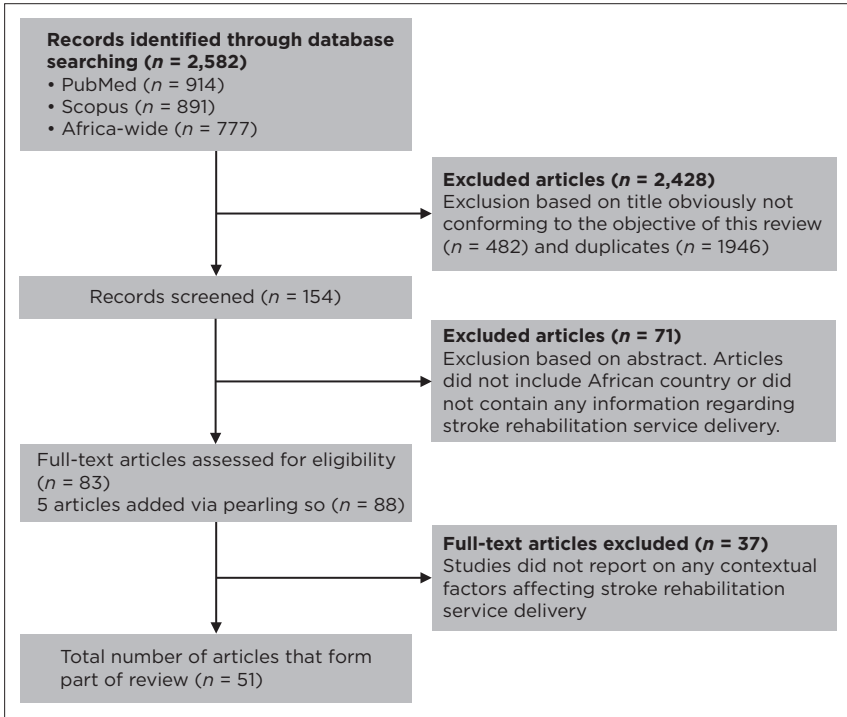 Records identified through database
searching (n = 2,582)
• PubMed (n = 914)
• Scopus (n = 891)
• Africa-wide (n = 777)
Excluded articles (n = 2,428)
Exclusion based on title obviously not
conforming to the objective of this review
(n = 482) and duplicates (n = 1946)
Records screened (n = 154)
Excluded articles (n = 71)
Exclusion based on abstract. Articles
did not include African country or did
not contain any information regarding
stroke rehabilitation service delivery.
Full-text articles assessed for eligibility
(n = 83)
5 articles added via pearling so (n = 88)
Full-text articles excluded (n = 37)
Studies did not report on any contextual
factors affecting stroke rehabilitation
service delivery
Total number of articles that form
part of review (n = 51)